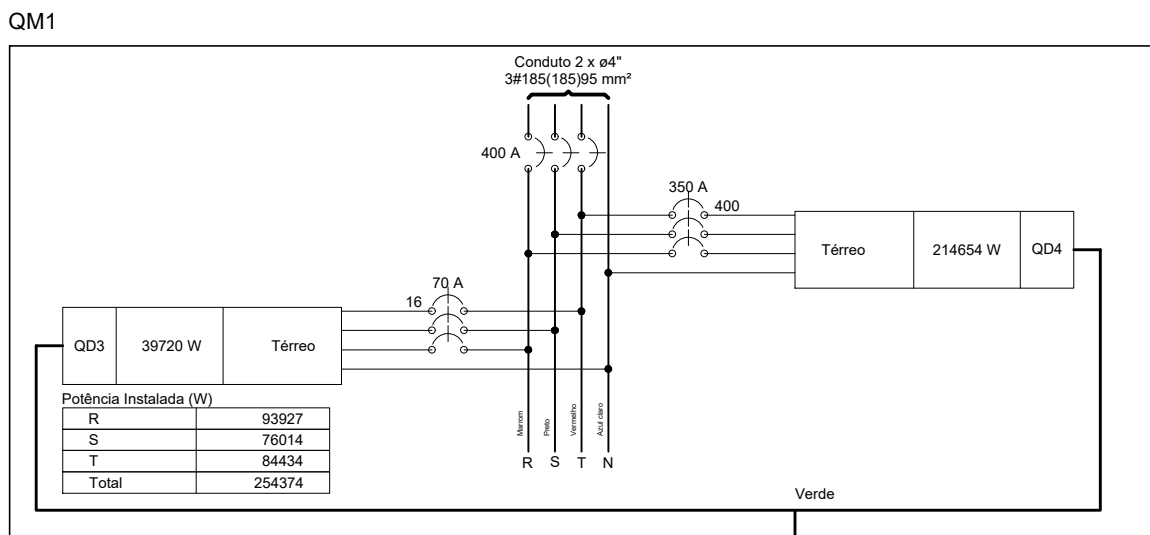 QM1
Conduto 2 x ø4"
3#185(185)95 mm²
400 A
350 A
400
Térreo
214654 W
QD4
70 A
16
QD3
39720 W
Térreo
Potência Instalada (W)
R 93927
S 76014
T 84434
Total 254374
Marrom
Preto
Vermelho
Azul claro
R S T N
Verde